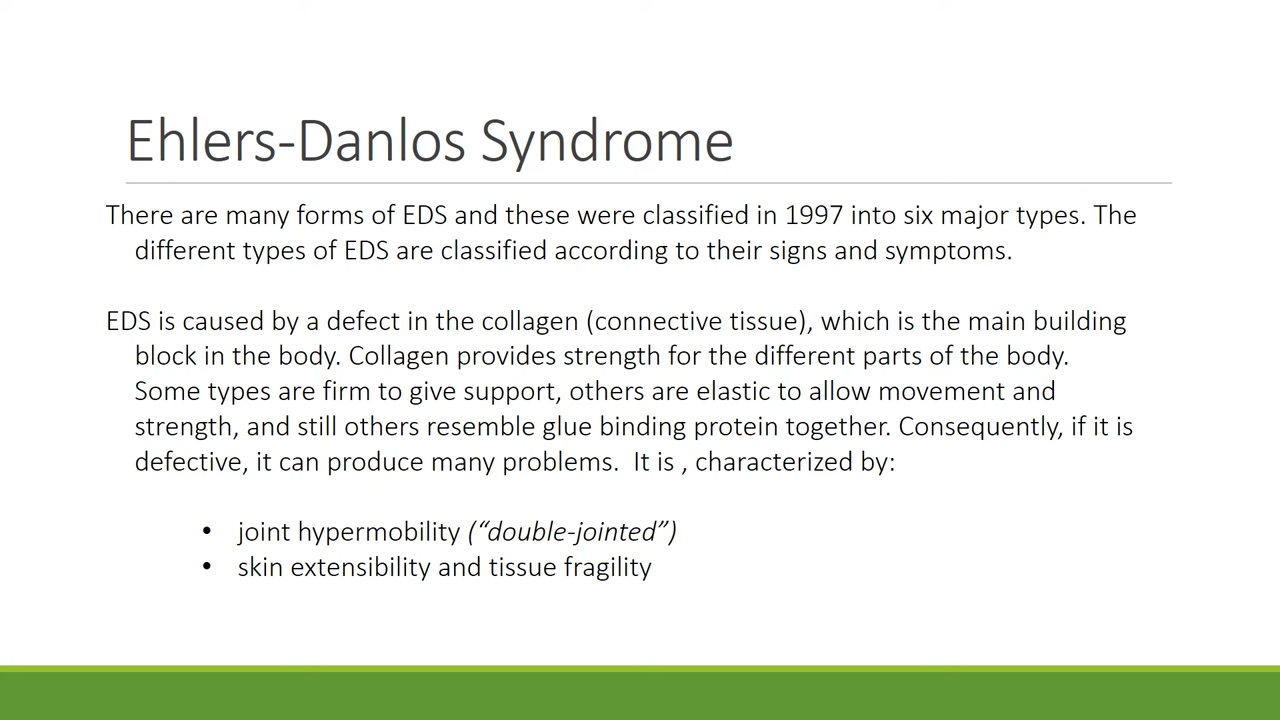 Ehlers-Danlos Syndrome
There are many forms of EDS and these were classified in 1997 into six major types. The
different types of EDS are classified according to their signs and symptoms.
EDS is caused by a defect in the collagen (connective tissue), which is the main building
block in the body. Collagen provides strength for the different parts of the body.
Some types are firm to give support, others are elastic to allow movement and
strength, and still others resemble glue binding protein together. Consequently, if it is
defective, it can produce many problems.  It is , characterized by:
• joint hypermobility (“double-jointed”)
• skin extensibility and tissue fragility